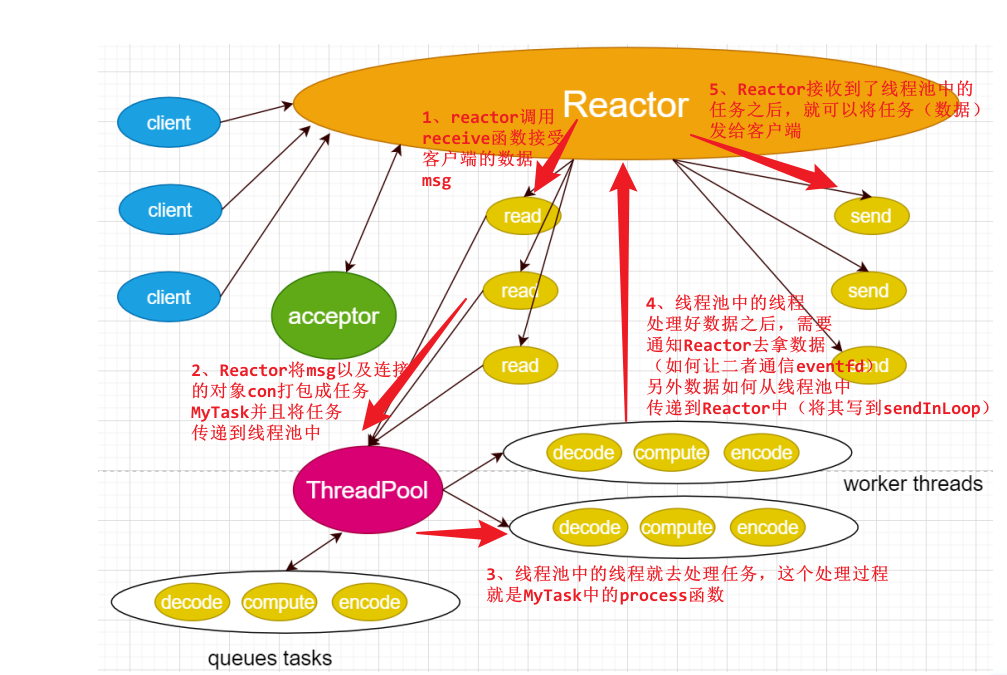 Reactor
client
client
client
acceptor
1、reactor调用
receive函数接受
客户端的数据
msg
5、Reactor接收到了线程池中的
任务之后，就可以将任务（数据）
发给客户端
read
read
read
send
send
send
2、Reactor将msg以及连接
的对象con打包成任务
MyTask并且将任务
传递到线程池中
4、线程池中的线程
处理好数据之后，需要
通知Reactor去拿数据
（如何让二者通信eventfd）
另外数据如何从线程池中
传递到Reactor中（将其写到sendInLoop）
ThreadPool
decode compute encode
worker threads
decode compute encode
3、线程池中的线程就去处理任务，这个处理过程
就是MyTask中的process函数
decode compute encode
queues tasks